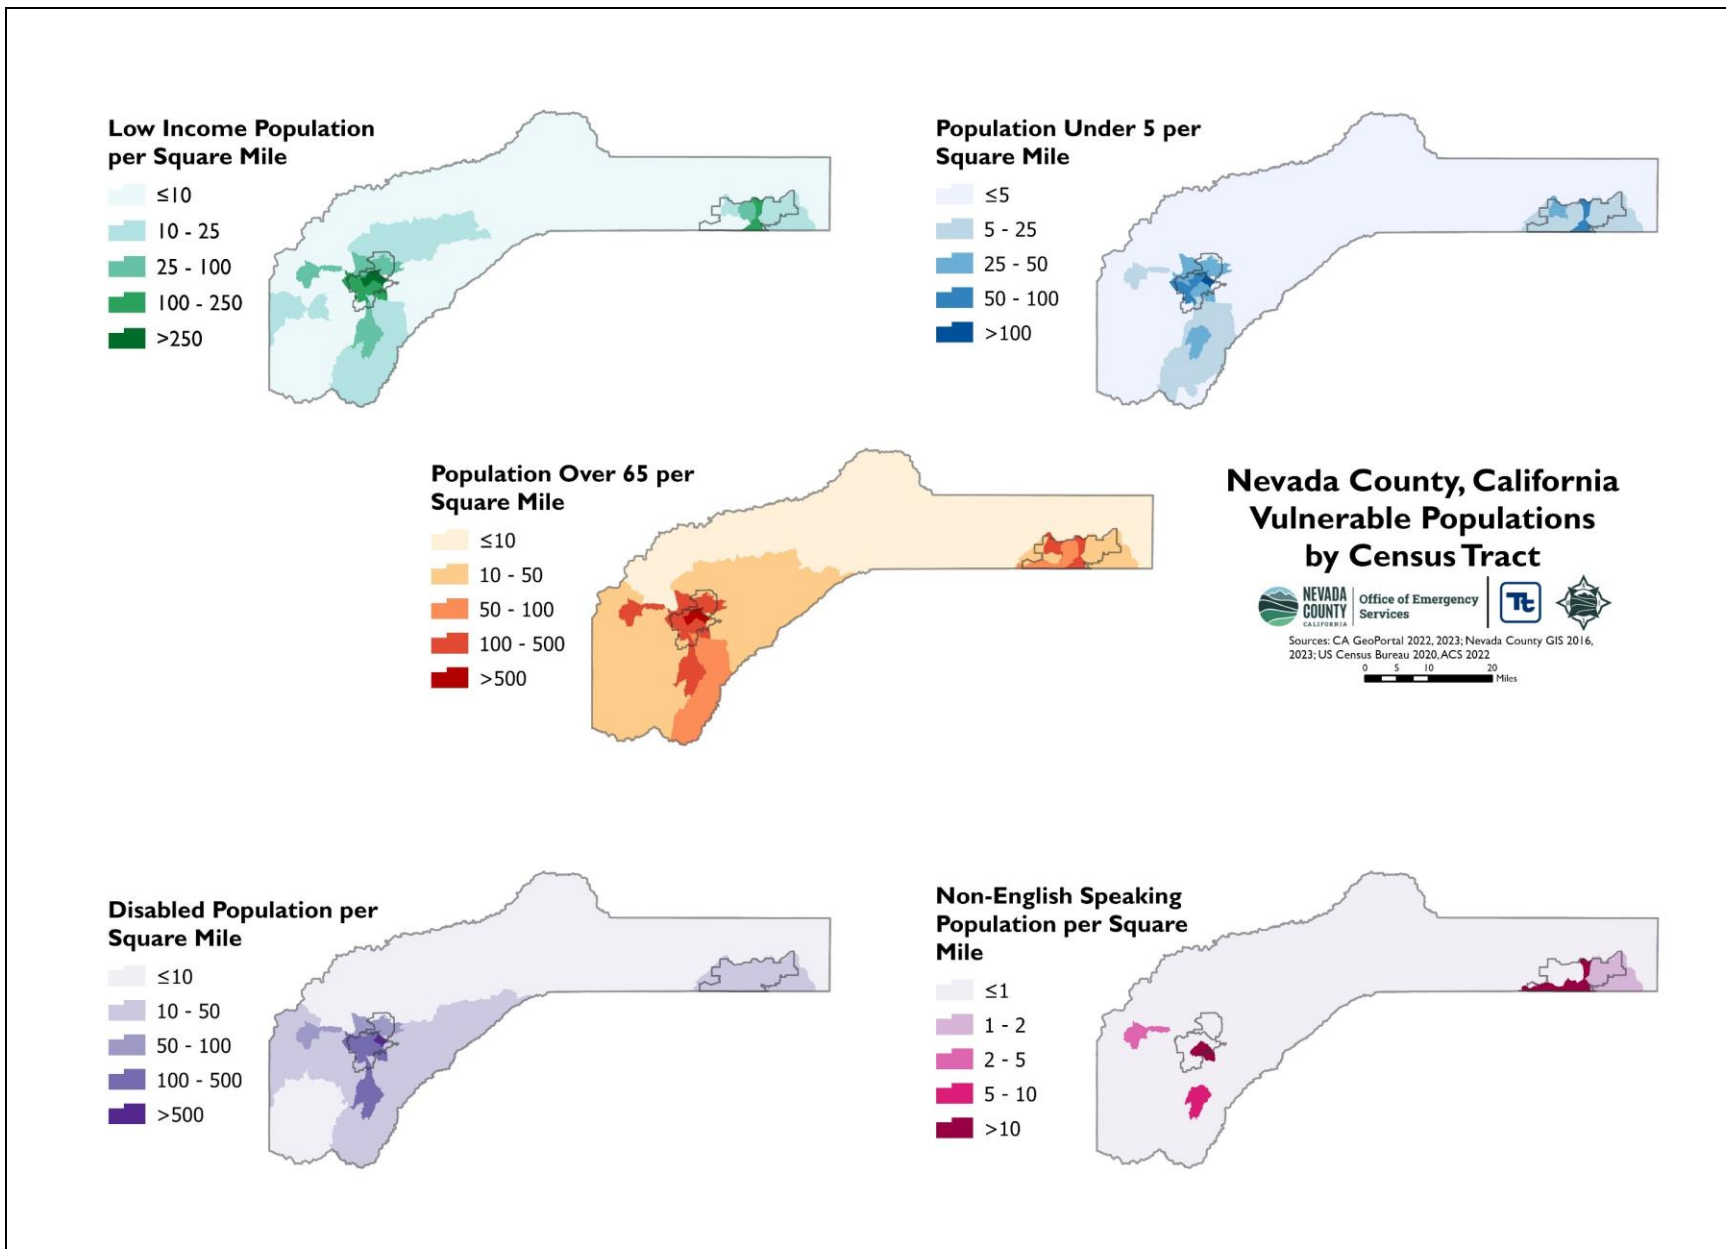 Low Income Population
per Square Mile
≤10
10 - 25
25 - 100
100 - 250
>250
Population Under 5 per
Square Mile
≤5
5 - 25
25 - 50
50 - 100
>100
Population Over 65 per
Square Mile
≤10
10 - 50
50 - 100
100 - 500
>500
Nevada County, California
Vulnerable Populations
by Census Tract
NEVADA
COUNTY
CALIFORNIA
Office of Emergency
Services
Tt
Sources: CA GeoPortal 2022, 2023; Nevada County GIS 2016,
2023; US Census Bureau 2020, ACS 2022
0 5 10 20
Miles
Disabled Population per
Square Mile
≤10
10 - 50
50 - 100
100 - 500
>500
Non-English Speaking
Population per Square
Mile
≤1
1 - 2
2 - 5
5 - 10
>10